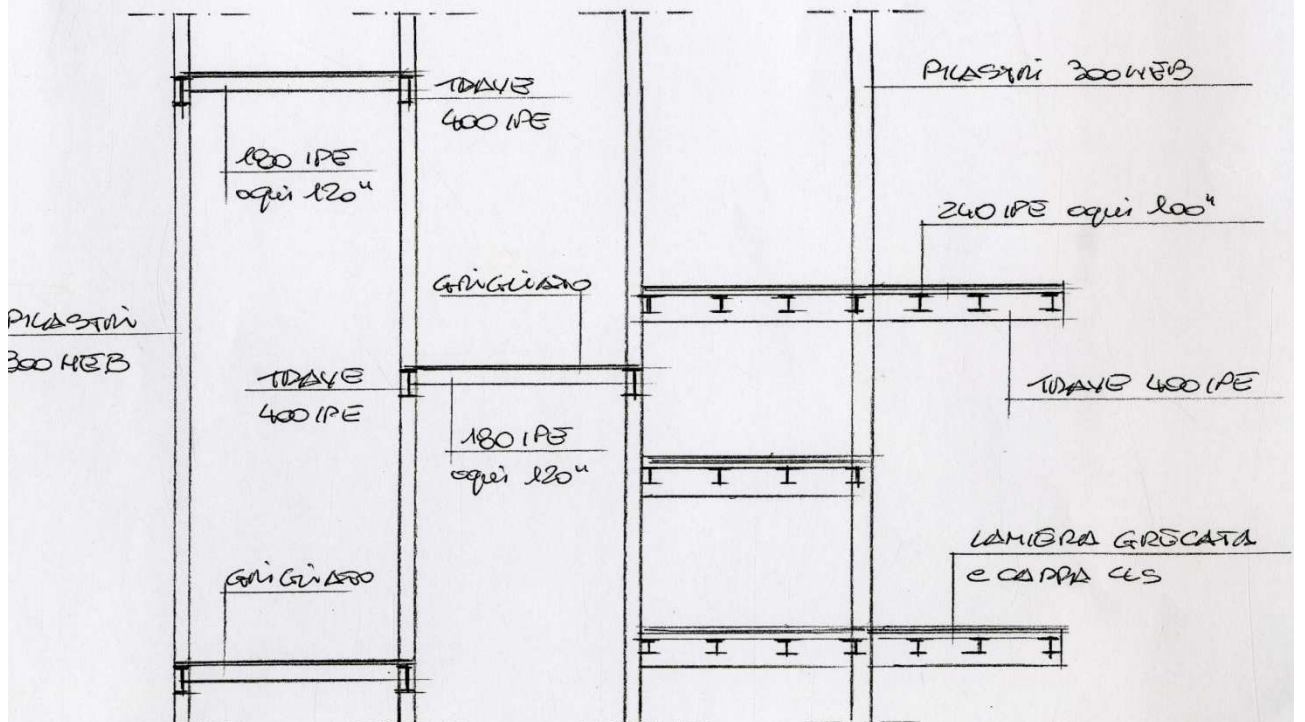 PILASTRI 300 HEB
TRAVE
400 IPE
180 IPE
ogni 120"
240 IPE ogni 100"
GRIGLIATO
PILASTRI
300 HEB
TRAVE
400 IPE
TRAVE 400 IPE
180 IPE
ogni 120"
LAMIERA GRECATA
e CAPPA CLS
GRIGLIATO